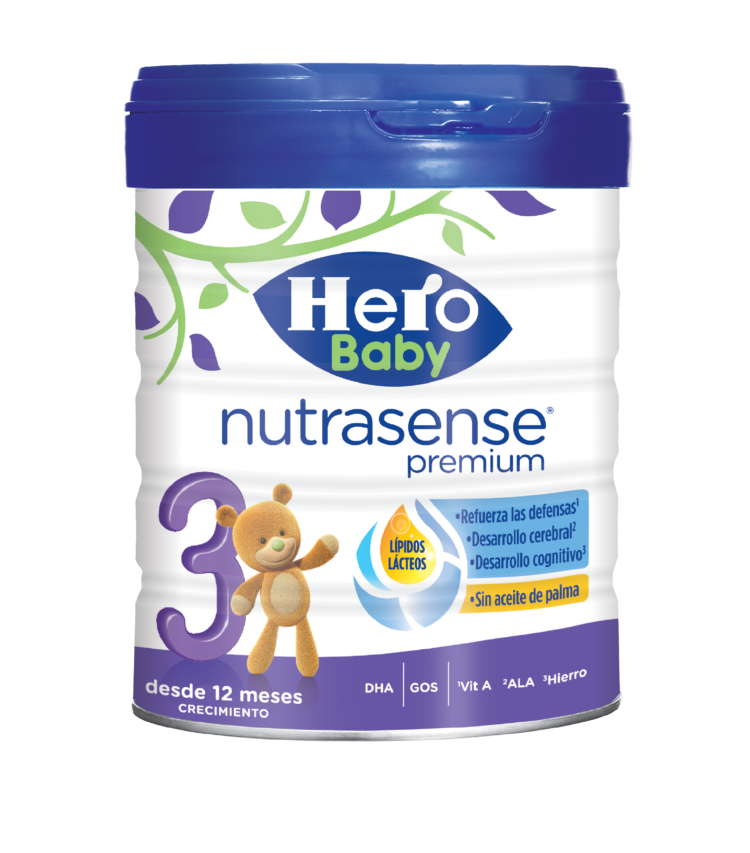 Hero
Baby
nutrasense®
premium
3
LÍPIDOS
LÁCTEOS
•Refuerza las defensas¹
•Desarrollo cerebral²
•Desarrollo cognitivo³
•Sin aceite de palma
desde 12 meses
CRECIMIENTO
DHA | GOS | ¹Vit A ²ALA ³Hierro